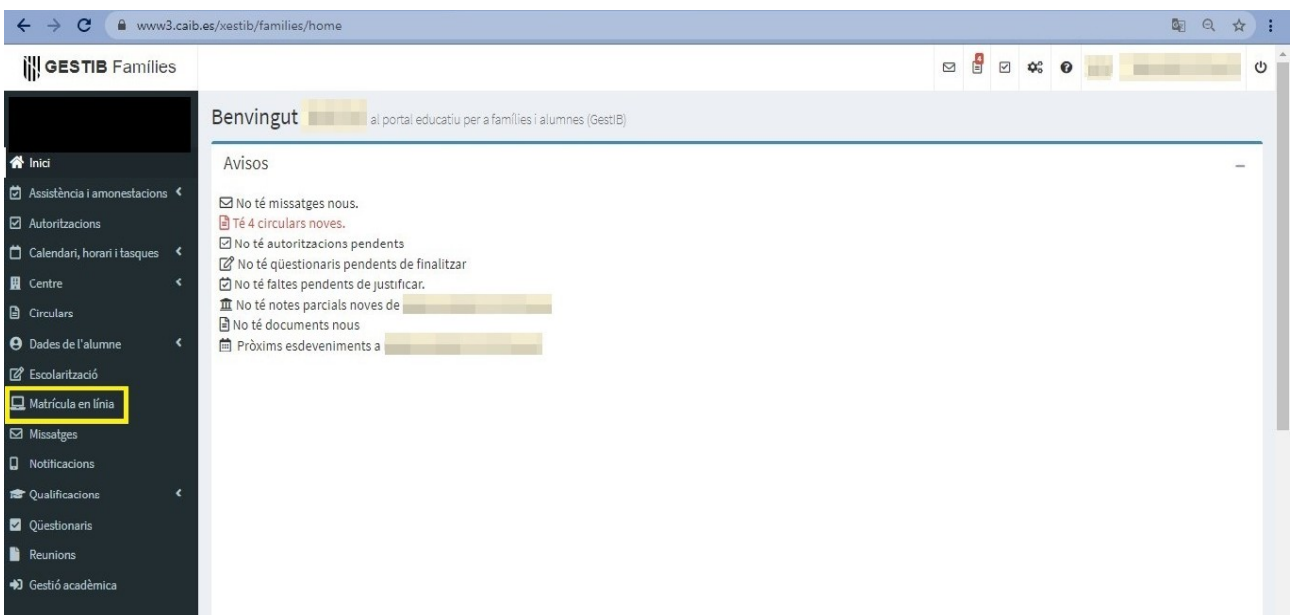 www3.caib.es/xestib/families/home
GESTIB Famílies
4
Benvingut al portal educatiu per a famílies i alumnes (GestIB)
Inici
Assistència i amonestacions
Autoritzacions
Calendari, horari i tasques
Centre
Circulars
Dades de l'alumne
Escolarització
Matrícula en línia
Missatges
Notificacions
Qualificacions
Qüestionaris
Reunions
Gestió acadèmica
Avisos
No té missatges nous.
Té 4 circulars noves.
No té autoritzacions pendents
No té qüestionaris pendents de finalitzar
No té faltes pendents de justificar.
No té notes parcials noves de
No té documents nous
Pròxims esdeveniments a